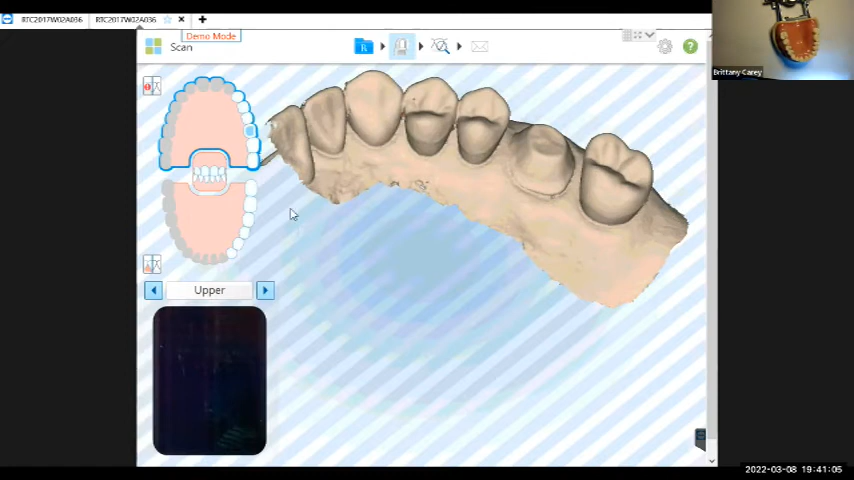 RTC2017W02A036
RTC2017W02A036
Demo Mode
Scan
Brittany Carey
Upper
2022-03-08 19:41:05